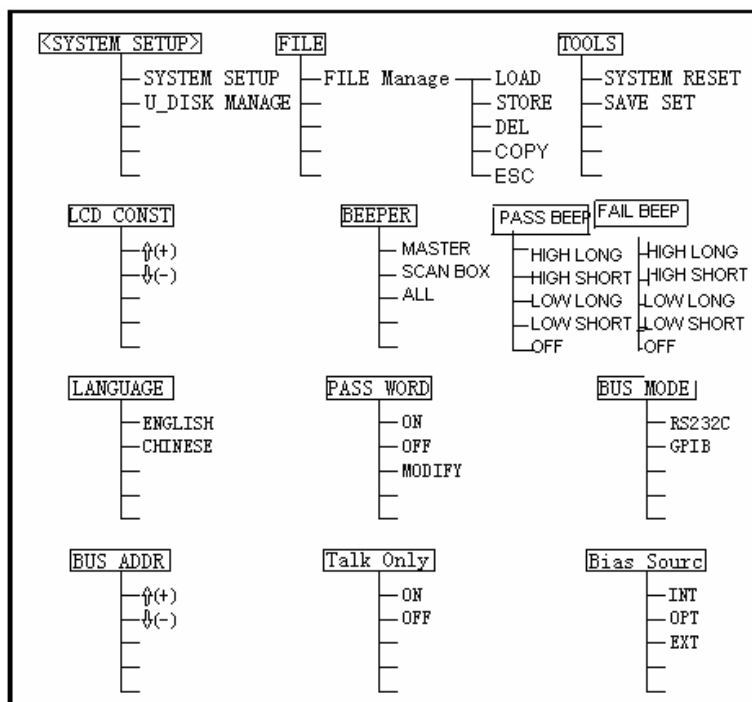 <SYSTEM SETUP>
SYSTEM SETUP
U_DISK MANAGE
FILE
FILE Manage
LOAD
STORE
DEL
COPY
ESC
TOOLS
SYSTEM RESET
SAVE SET
LCD CONST
⇧(+)
⇩(-)
BEEPER
MASTER
SCAN BOX
ALL
PASS BEEP
HIGH LONG
HIGH SHORT
LOW LONG
LOW SHORT
OFF
FAIL BEEP
HIGH LONG
HIGH SHORT
LOW LONG
LOW SHORT
OFF
LANGUAGE
ENGLISH
CHINESE
PASS WORD
ON
OFF
MODIFY
BUS MODE
RS232C
GPIB
BUS ADDR
⇧(+)
⇩(-)
Talk Only
ON
OFF
Bias Sourc
INT
OPT
EXT